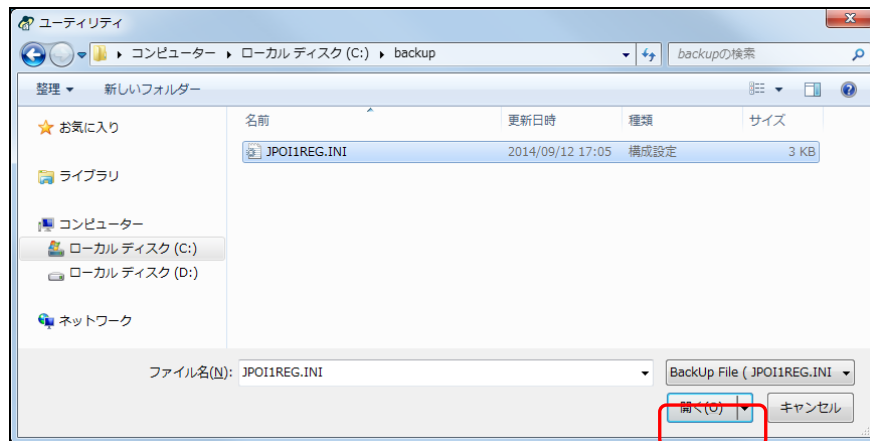 ユーティリティ
コンピューター ローカル ディスク (C:) backup backupの検索
整理 新しいフォルダー
お気に入り 名前 更新日時 種類 サイズ
JPOI1REG.INI 2014/09/12 17:05 構成設定 3 KB
ライブラリ
コンピューター
ローカル ディスク (C:)
ローカル ディスク (D:)
ネットワーク
ファイル名(N): JPOI1REG.INI BackUp File ( JPOI1REG.INI
開く(O) キャンセル